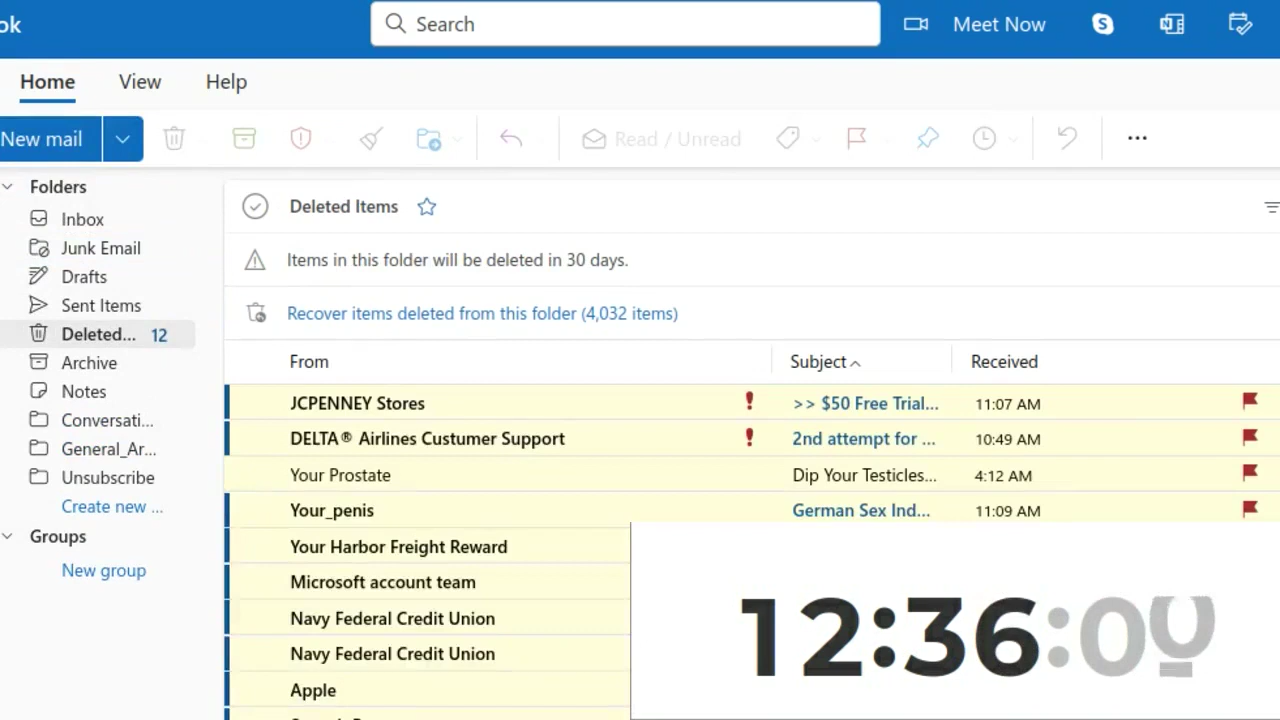 ok Search Meet Now
Home View Help
New mail Read / Unread
Folders
Inbox
Junk Email
Drafts
Sent Items
Deleted... 12
Archive
Notes
Conversati...
General_Ar...
Unsubscribe
Create new ...
Groups
New group
Deleted Items
Items in this folder will be deleted in 30 days.
Recover items deleted from this folder (4,032 items)
From Subject Received
JCPENNEY Stores >> $50 Free Trial... 11:07 AM
DELTA® Airlines Custumer Support 2nd attempt for ... 10:49 AM
Your Prostate Dip Your Testicles... 4:12 AM
Your_penis German Sex Ind... 11:09 AM
Your Harbor Freight Reward
Microsoft account team
Navy Federal Credit Union
Navy Federal Credit Union
Apple
12:36:00